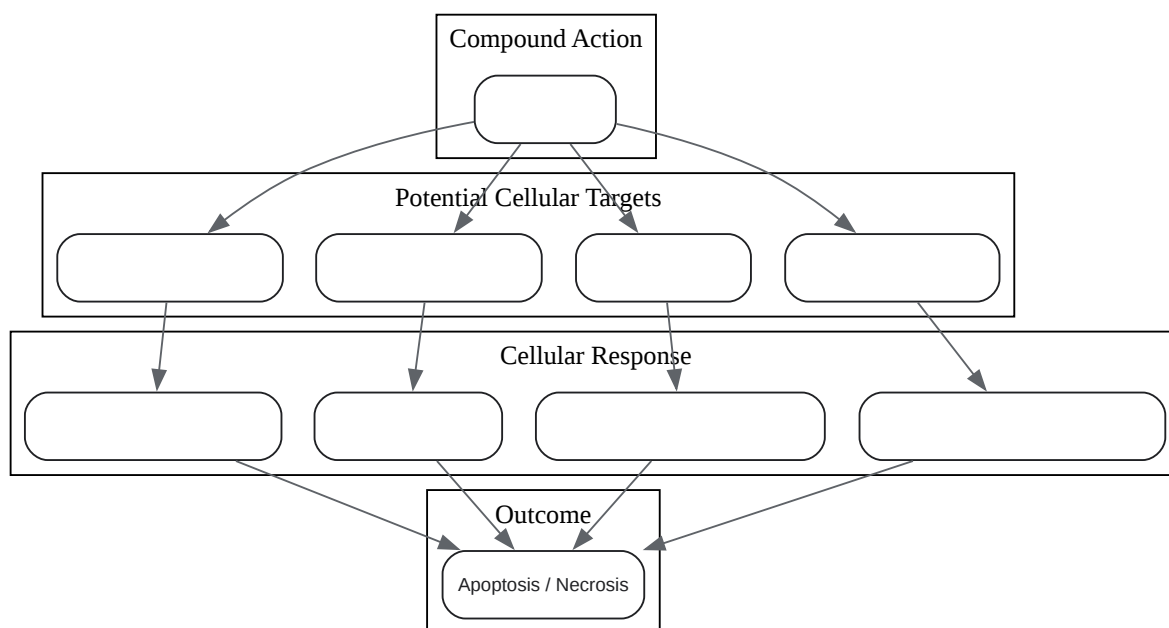 Compound Action
Potential Cellular Targets
Cellular Response
Outcome
Apoptosis / Necrosis